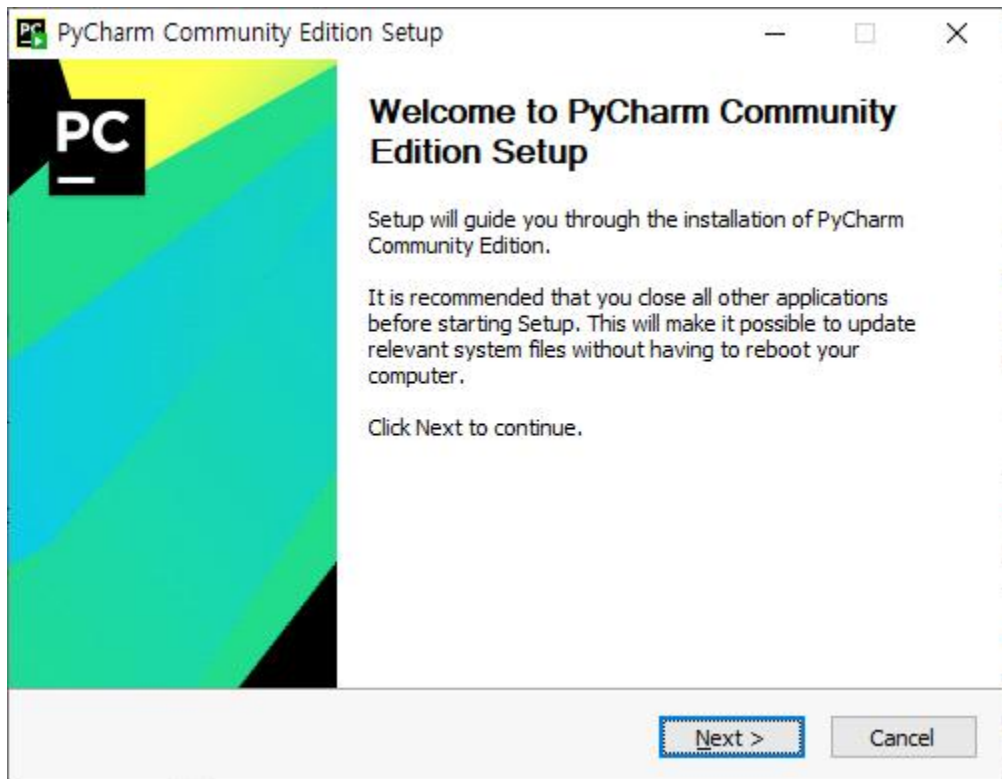 PyCharm Community Edition Setup
PC
Welcome to PyCharm Community
Edition Setup
Setup will guide you through the installation of PyCharm
Community Edition.
It is recommended that you close all other applications
before starting Setup. This will make it possible to update
relevant system files without having to reboot your
computer.
Click Next to continue.
Next >
Cancel